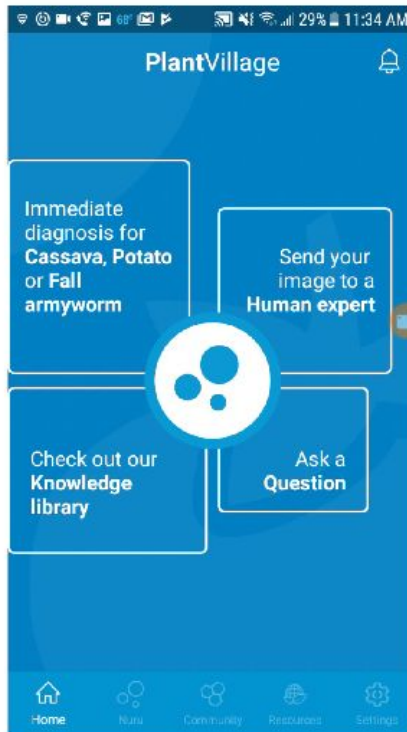 68° 29% 11:34 AM
PlantVillage
Immediate
diagnosis for
Cassava, Potato
or Fall
armyworm
Send your
image to a
Human expert
Check out our
Knowledge
library
Ask a
Question
Home Nuru Community Resources Settings